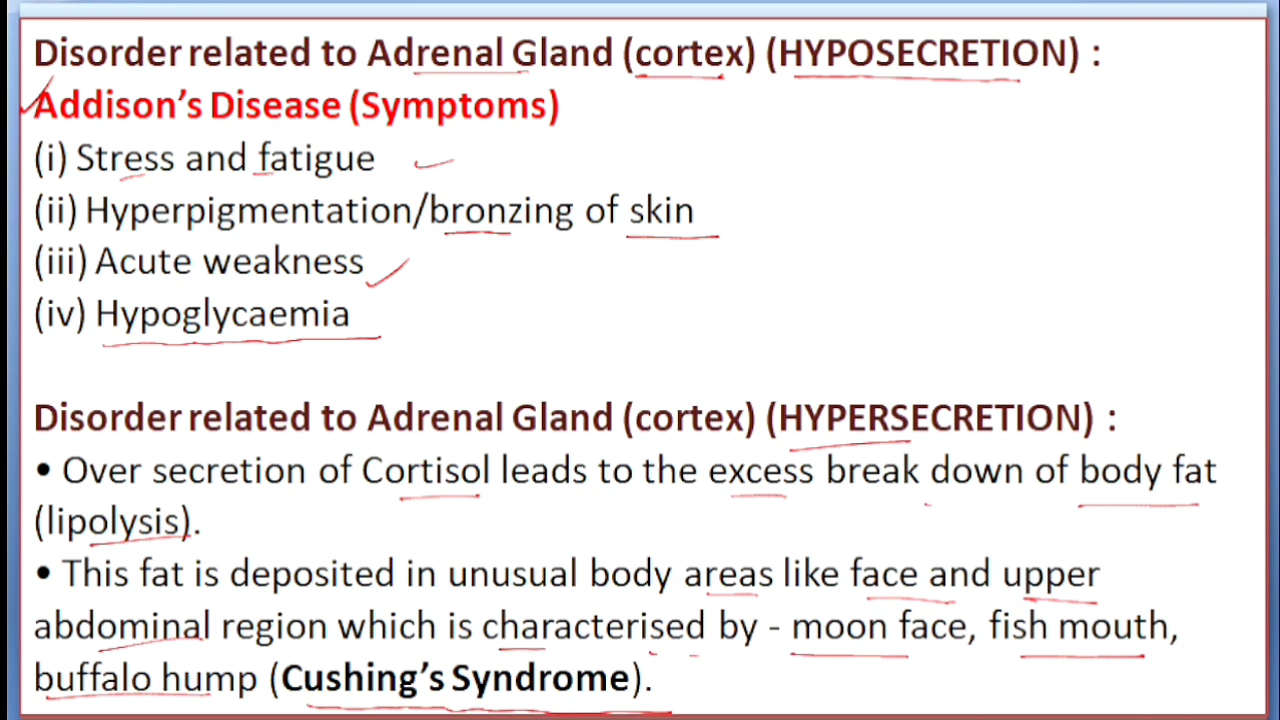 Disorder related to Adrenal Gland (cortex) (HYPOSECRETION) :
Addison's Disease (Symptoms)
(i) Stress and fatigue
(ii) Hyperpigmentation/bronzing of skin
(iii) Acute weakness
(iv) Hypoglycaemia
Disorder related to Adrenal Gland (cortex) (HYPERSECRETION) :
• Over secretion of Cortisol leads to the excess break down of body fat
(lipolysis).
• This fat is deposited in unusual body areas like face and upper
abdominal region which is characterised by - moon face, fish mouth,
buffalo hump (Cushing's Syndrome).